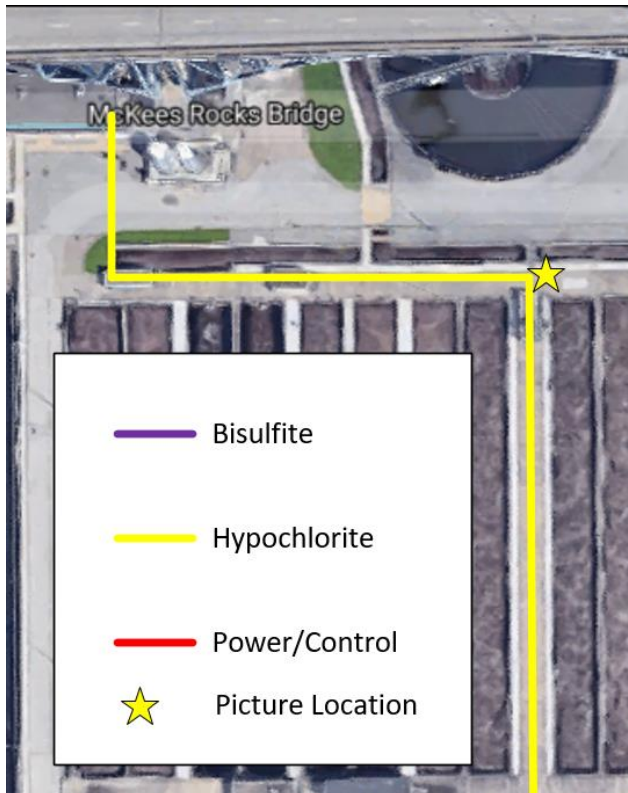 McKees Rocks Bridge
Bisulfite
Hypochlorite
Power/Control
Picture Location